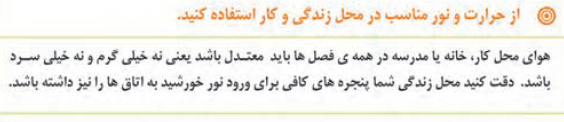 از حرارت و نور مناسب در محل زندگی و کار استفاده کنید.
هوای محل کار، خانه یا مدرسه در همه ی فصل ها باید معتـدل باشد یعنی نه خیلی گرم و نه خیلی سـرد
باشد. دقت کنید محل زندگی شما پنجره های کافی برای ورود نور خورشید به اتاق ها را نیز داشته باشد.